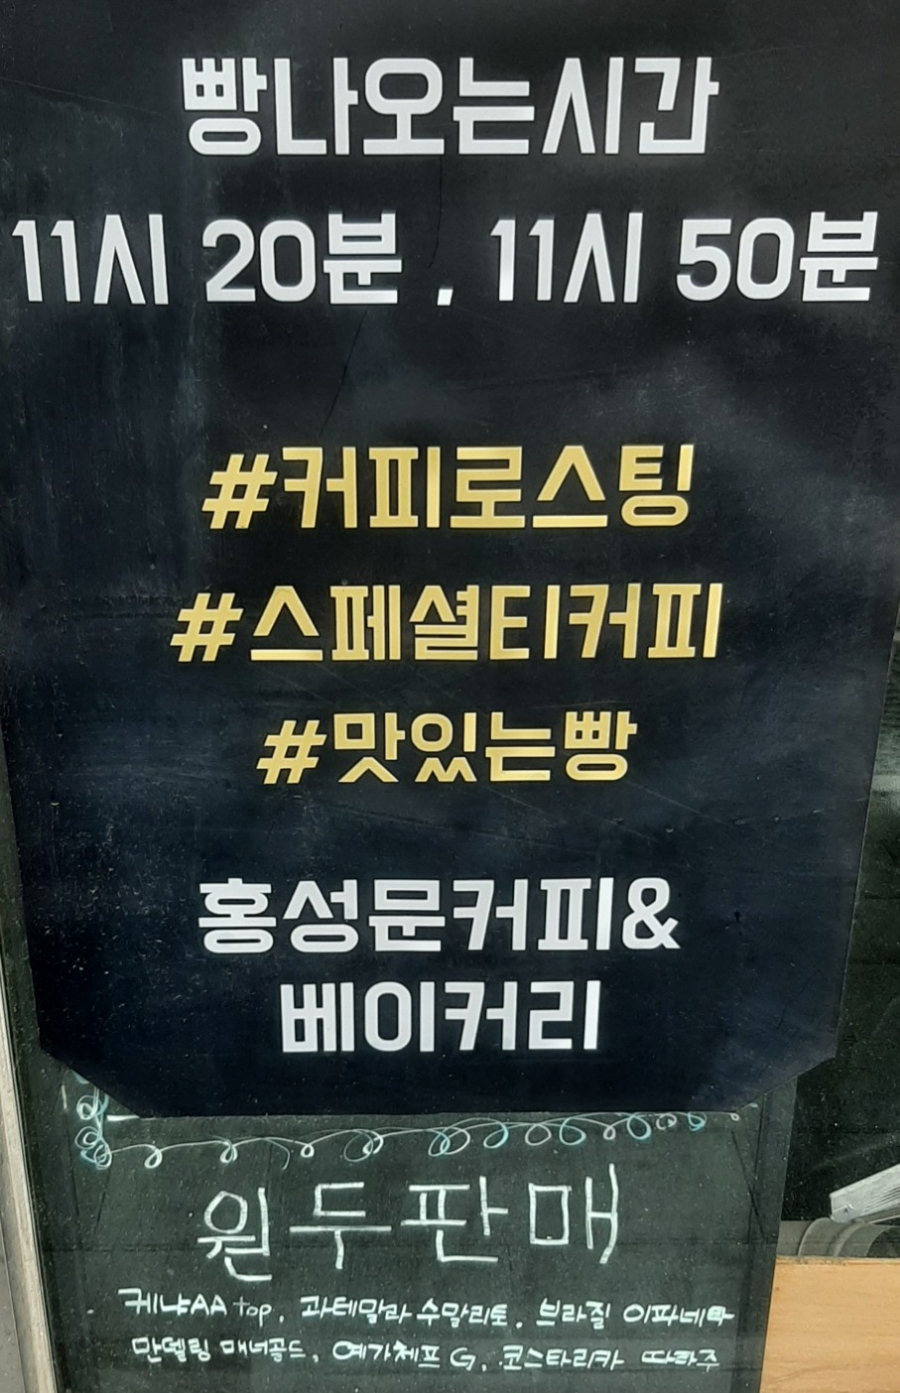 빵나오는시간
11시 20분 . 11시 50분
#커피로스팅
#스페셜티커피
#맛있는빵
홍성문커피&
베이커리
원두판매
케냐AA top, 과테말라 수말리토, 브라질 이파네마
만델링 매너골드, 예가체프 G, 코스타리카 따라주